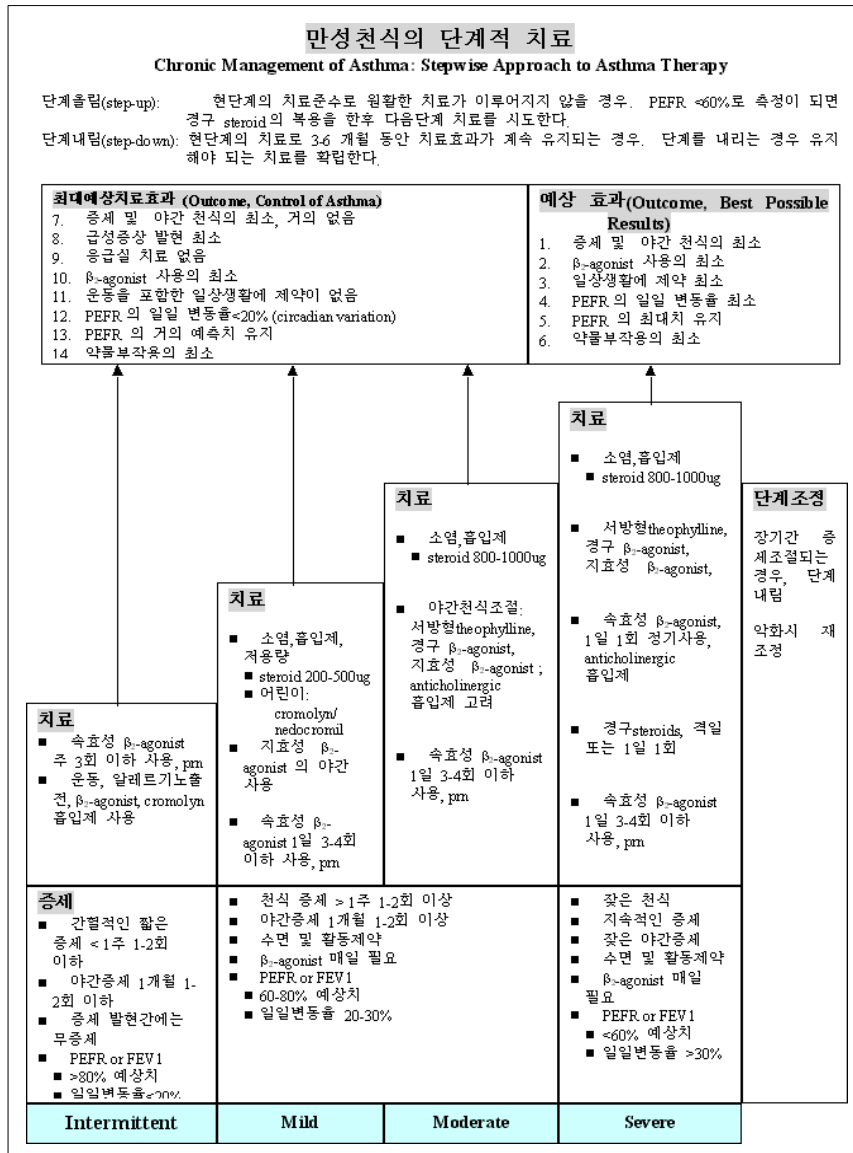 만성천식의 단계적 치료
Chronic Management of Asthma: Stepwise Approach to Asthma Therapy
단계올림(step-up): 현단계의 치료준수로 원활한 치료가 이루어지지 않을 경우. PEFR <60%로 측정이 되면
경구 steroid의 복용을 한후 다음단계 치료를 시도한다.
단계내림(step-down): 현단계의 치료로 3-6 개월 동안 치료효과가 계속 유지되는 경우. 단계를 내리는 경우 유지
해야 되는 치료를 확립한다.
최대예상치료효과 (Outcome, Control of Asthma)
7. 증세 및 야간 천식의 최소, 거의 없음
8. 급성증상 발현 최소
9. 응급실 치료 없음
10. β₂-agonist 사용의 최소
11. 운동을 포함한 일상생활에 제약이 없음
12. PEFR 의 일일 변동율<20% (circadian variation)
13. PEFR 의 거의 예측치 유지
14 약물부작용의 최소
예상 효과(Outcome, Best Possible
Results)
1. 증세 및 야간 천식의 최소
2. β₂-agonist 사용의 최소
3. 일상생활에 제약 최소
4. PEFR 의 일일 변동율 최소
5. PEFR 의 최대치 유지
6. 약물부작용의 최소
치료
■ 속효성 β₂-agonist
주 3회 이하 사용, prn
■ 운동, 알레르기노출
전, β₂-agonist, cromolyn
흡입제 사용
치료
■ 소염,흡입제,
저용량
■ steroid 200-500ug
■ 어린이:
cromolyn/
nedocromil
■ 지효성 β₂-
agonist 의 야간
사용
■ 속효성 β₂-
agonist 1일 3-4회
이하 사용, prn
치료
■ 소염,흡입제
■ steroid 800-1000ug
■ 야간천식조절:
서방형theophylline,
경구 β₂-agonist,
지효성 β₂-agonist ;
anticholinergic
흡입제 고려
■ 속효성 β₂-agonist
1일 3-4회 이하
사용, prn
치료
■ 소염,흡입제
■ steroid 800-1000ug
■ 서방형theophylline,
경구 β₂-agonist,
지효성 β₂-agonist,
■ 속효성 β₂-agonist,
1일 1회 정기사용,
anticholinergic
흡입제
■ 경구steroids, 격일
또는 1일 1회
■ 속효성 β₂-agonist
1일 3-4회 이하
사용, prn
단계조정
장기간 증
세조절되는
경우, 단계
내림
악화시 재
조정
증세
■ 간헐적인 짧은
증세 < 1주 1-2회
이하
■ 야간증세 1개월 1-
2회 이하
■ 증세 발현간에는
무증세
■ PEFR or FEV1
■ >80% 예상치
■ 일일변동율<20%
■ 천식 증세 > 1주 1-2회 이상
■ 야간증세 1개월 1-2회 이상
■ 수면 및 활동제약
■ β₂-agonist 매일 필요
■ PEFR or FEV1
■ 60-80% 예상치
■ 일일변동율 20-30%
■ 잦은 천식
■ 지속적인 증세
■ 잦은 야간증세
■ 수면 및 활동제약
■ β₂-agonist 매일
필요
■ PEFR or FEV1
■ <60% 예상치
■ 일일변동율 >30%
Intermittent
Mild
Moderate
Severe